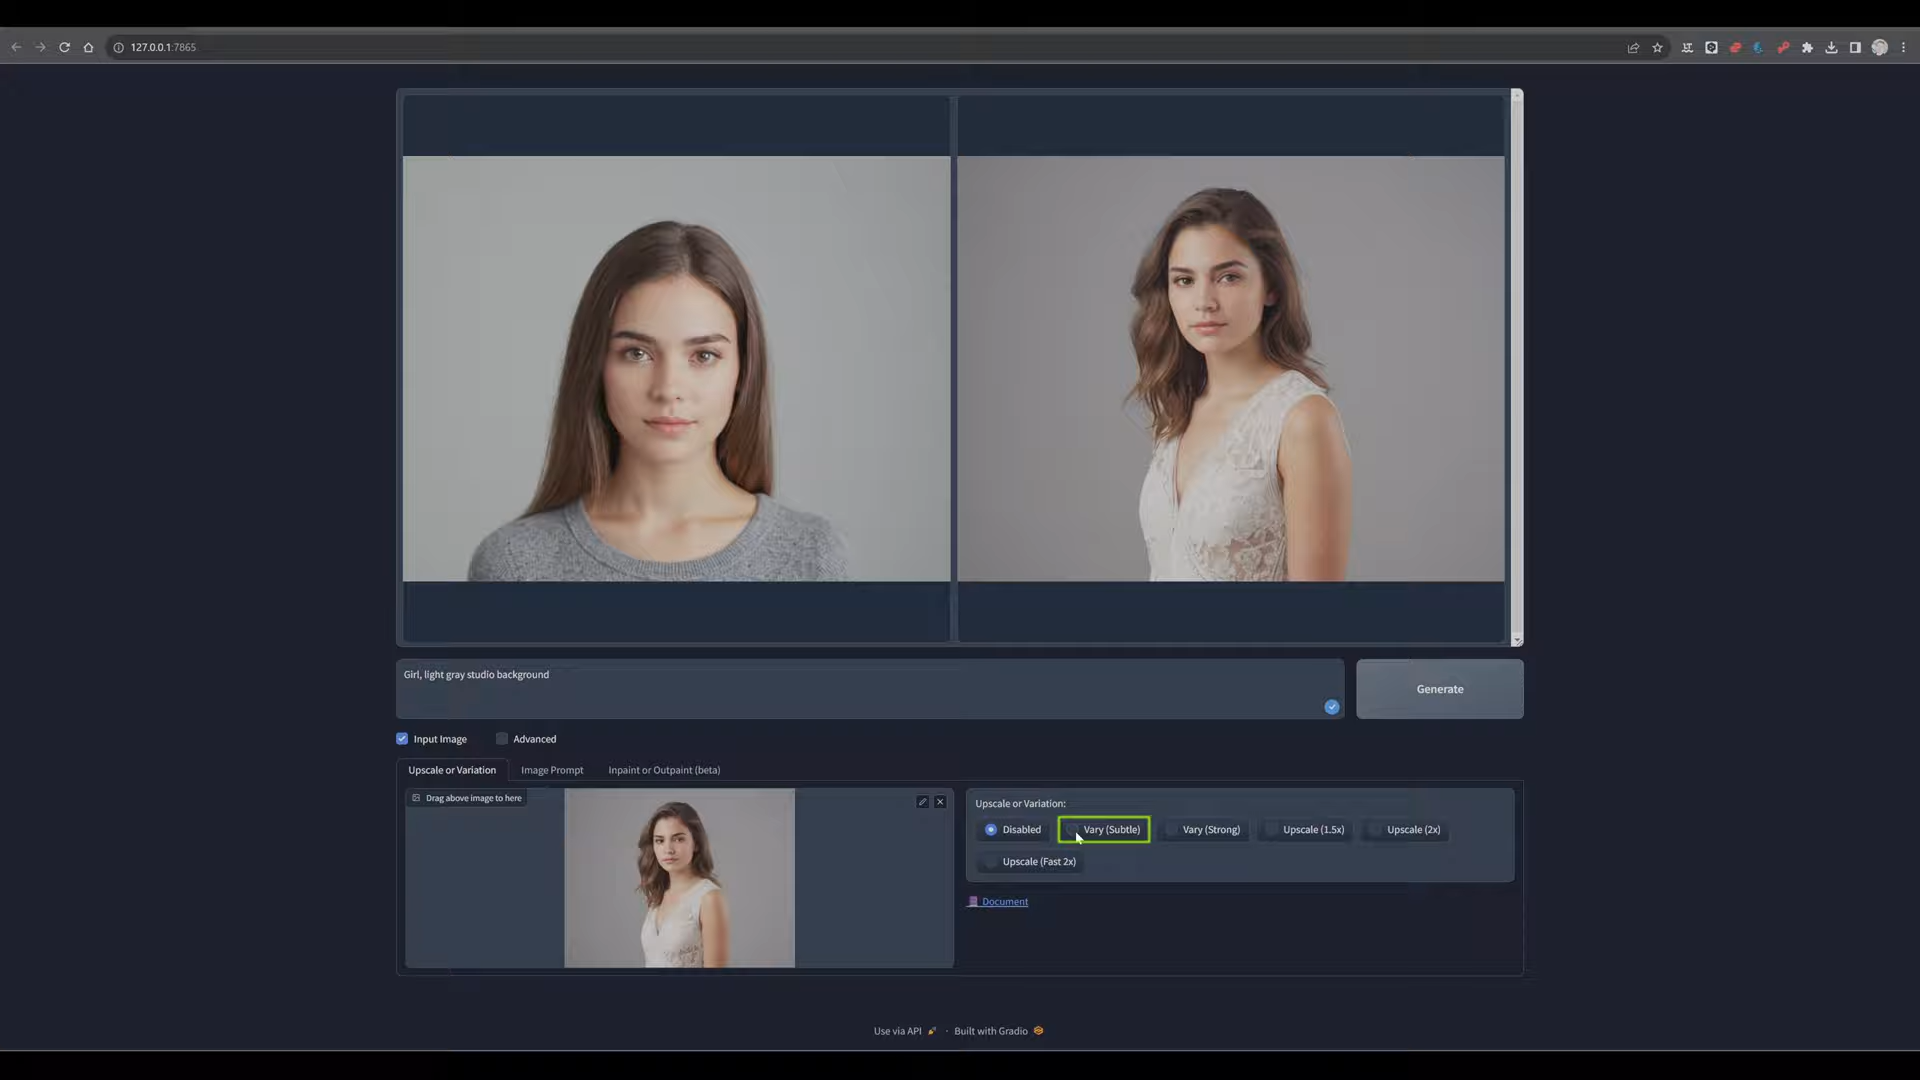 127.0.0.1:7865
Girl, light gray studio background
Generate
Input Image
Advanced
Upscale or Variation
Image Prompt
Inpaint or Outpaint (beta)
Drag above image to here
Upscale or Variation:
Disabled
Vary (Subtle)
Vary (Strong)
Upscale (1.5x)
Upscale (2x)
Upscale (Fast 2x)
Document
Use via API · Built with Gradio